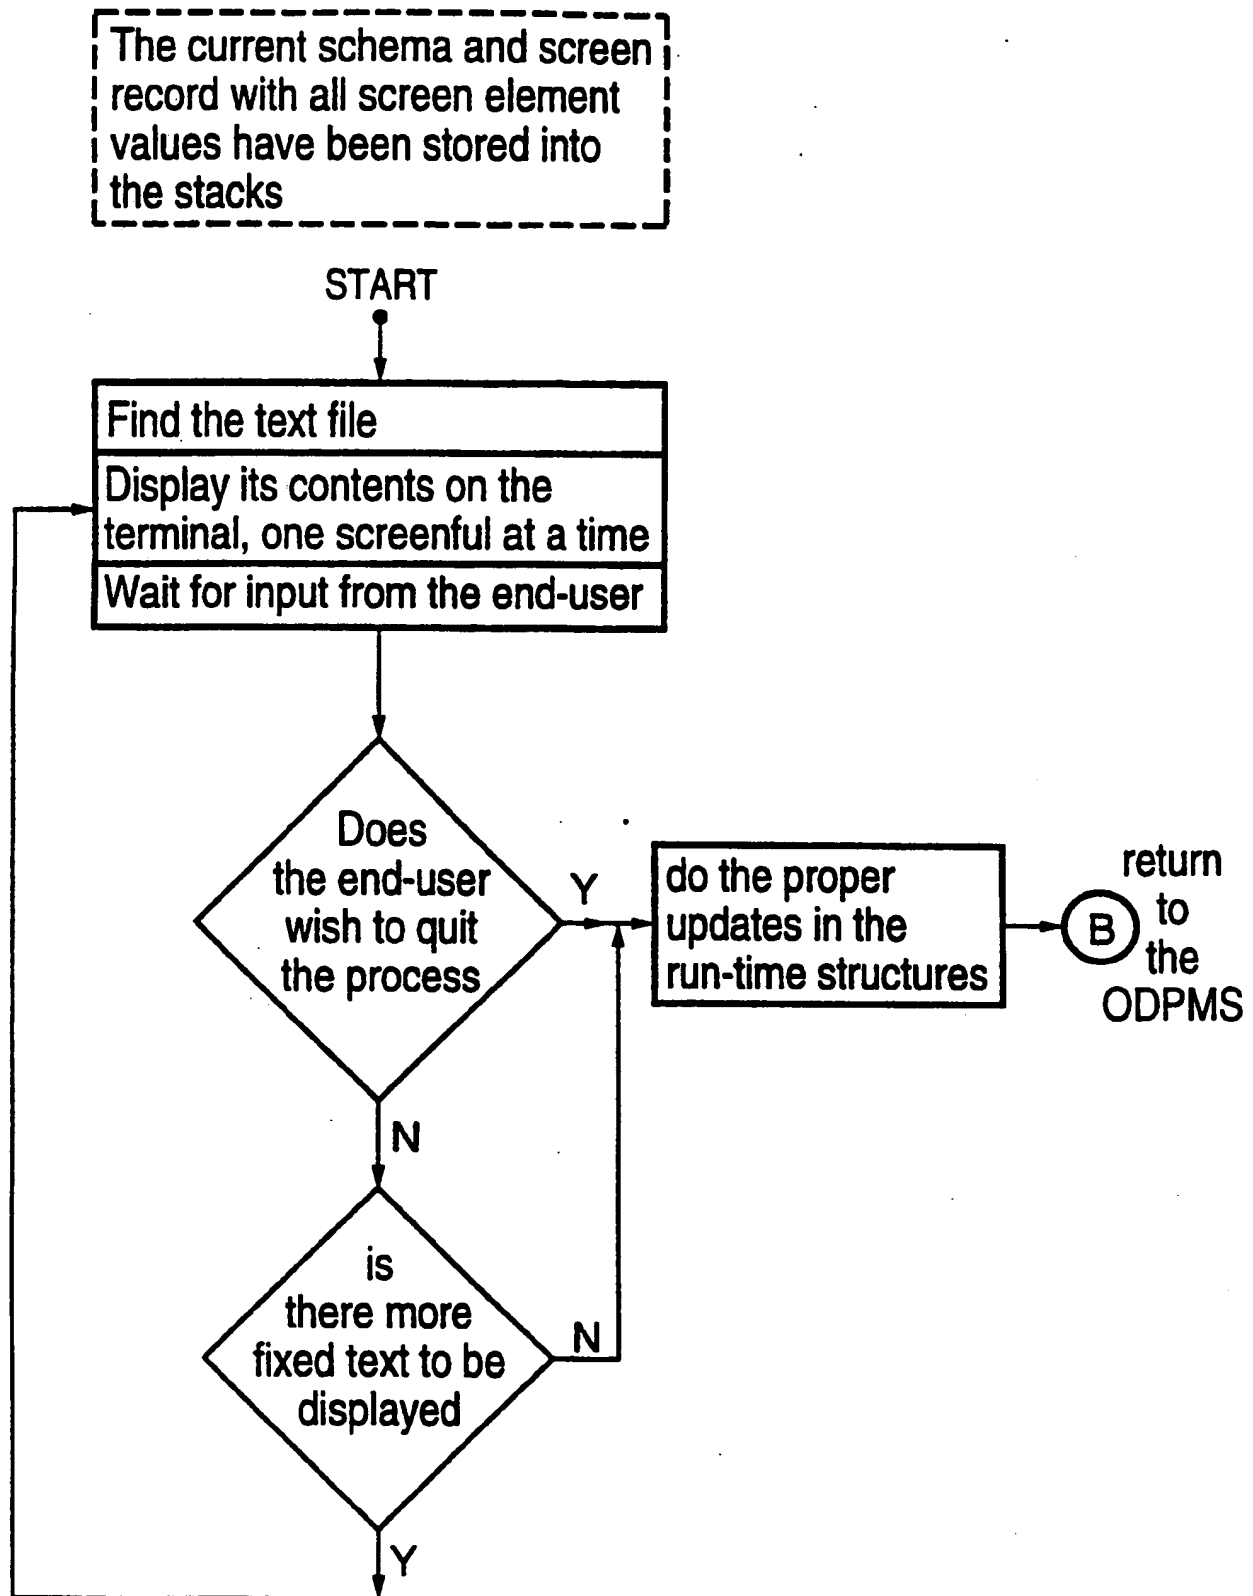 The current schema and screen
record with all screen element
values have been stored into
the stacks
START
Find the text file
Display its contents on the
terminal, one screenful at a time
Wait for input from the end-user
Does
the end-user
wish to quit
the process
Y
do the proper
updates in the
run-time structures
B
return
to
the
ODPMS
N
is
there more
fixed text to be
displayed
N
Y